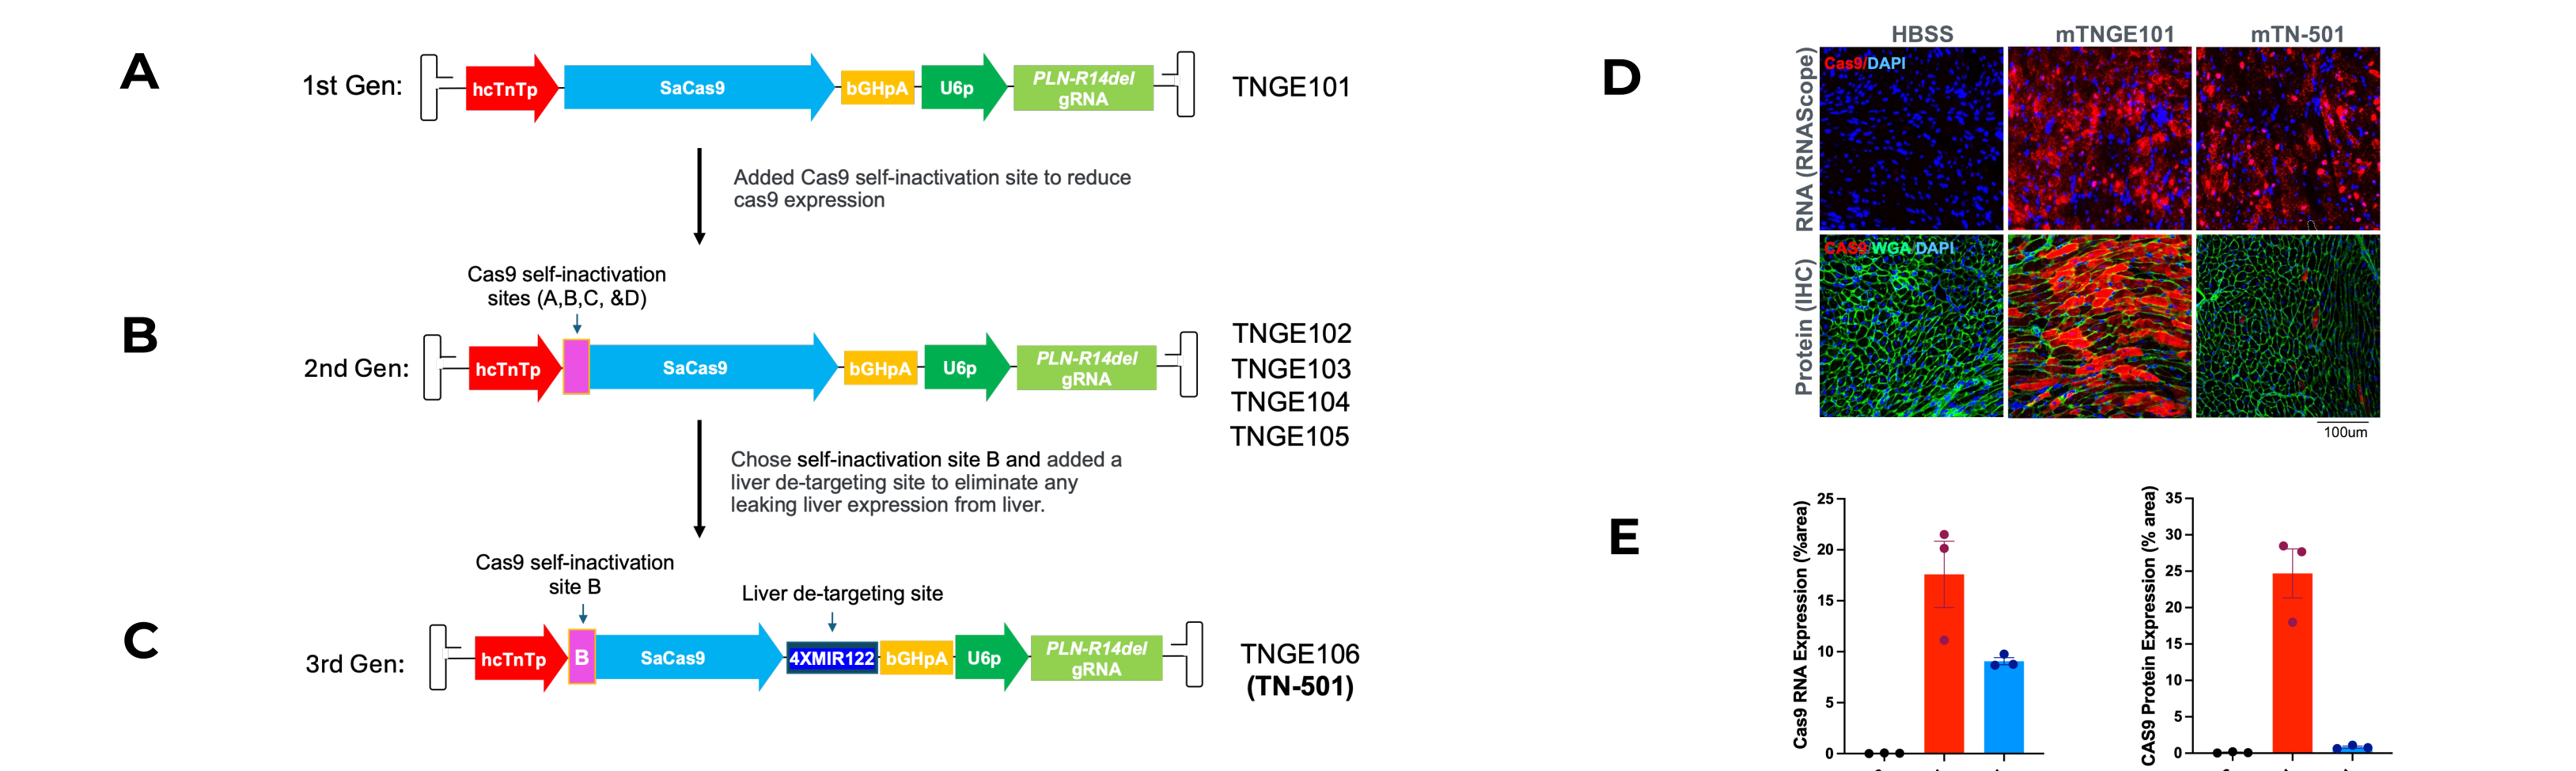 A
1st Gen:
hcTnTp
SaCas9
bGHpA
U6p
PLN-R14del
gRNA
TNGE101
Added Cas9 self-inactivation site to reduce
cas9 expression
B
Cas9 self-inactivation
sites (A,B,C, &D)
2nd Gen:
hcTnTp
SaCas9
bGHpA
U6p
PLN-R14del
gRNA
TNGE102
TNGE103
TNGE104
TNGE105
Chose self-inactivation site B and added a
liver de-targeting site to eliminate any
leaking liver expression from liver.
C
Cas9 self-inactivation
site B
Liver de-targeting site
3rd Gen:
hcTnTp
B
SaCas9
4XMIR122
bGHpA
U6p
PLN-R14del
gRNA
TNGE106
(TN-501)
D
HBSS
mTNGE101
mTN-501
RNA (RNAScope)
Cas9/DAPI
Protein (IHC)
CAS9/WGA/DAPI
100um
E
Cas9 RNA Expression (%area)
25
20
15
10
5
0
CAS9 Protein Expression (% area)
35
30
25
20
15
10
5
0